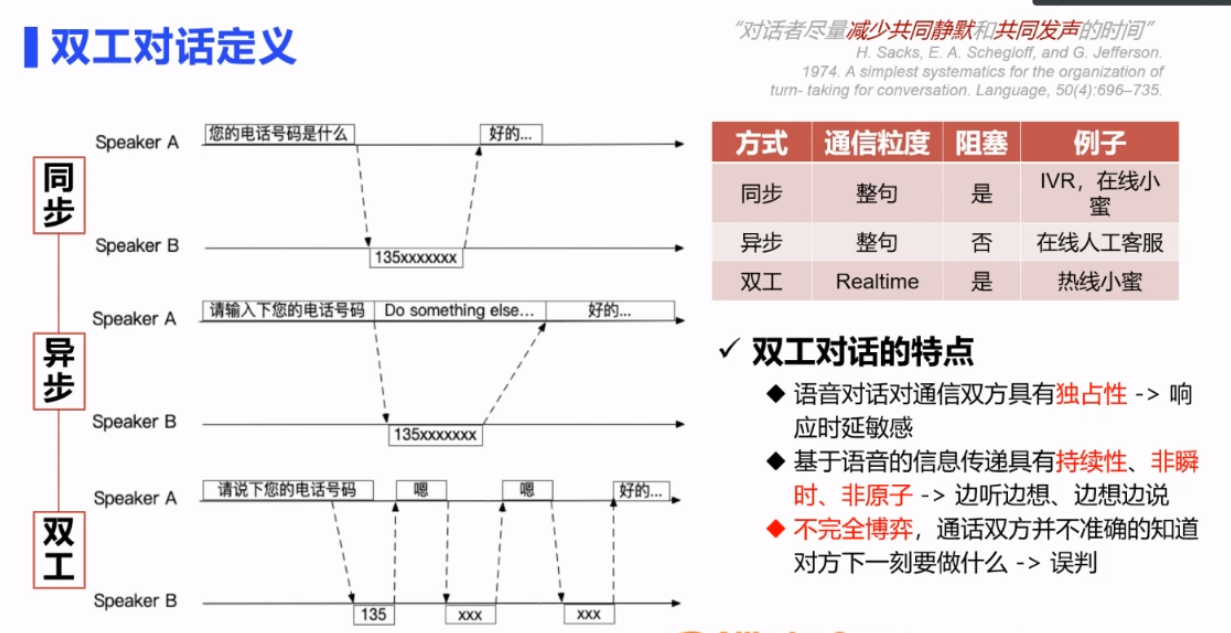 双工对话定义
“对话者尽量减少共同静默和共同发声的时间”
H. Sacks, E. A. Schegloff, and G. Jefferson.
1974. A simplest systematics for the organization of
turn- taking for conversation. Language, 50(4):696–735.
同步
Speaker A
您的电话号码是什么
好的...
Speaker B
135xxxxxxx
异步
Speaker A
请输入下您的电话号码
Do something else...
好的...
Speaker B
135xxxxxxx
双工
Speaker A
请说下您的电话号码
嗯
嗯
好的...
Speaker B
135
xxx
xxx
方式 通信粒度 阻塞 例子
同步 整句 是 IVR，在线小
蜜
异步 整句 否 在线人工客服
双工 Realtime 是 热线小蜜
✓ 双工对话的特点
◆ 语音对话对通信双方具有独占性 -> 响
应时延敏感
◆ 基于语音的信息传递具有持续性、非瞬
时、非原子 -> 边听边想、边想边说
◆ 不完全博弈，通话双方并不准确的知道
对方下一刻要做什么 -> 误判